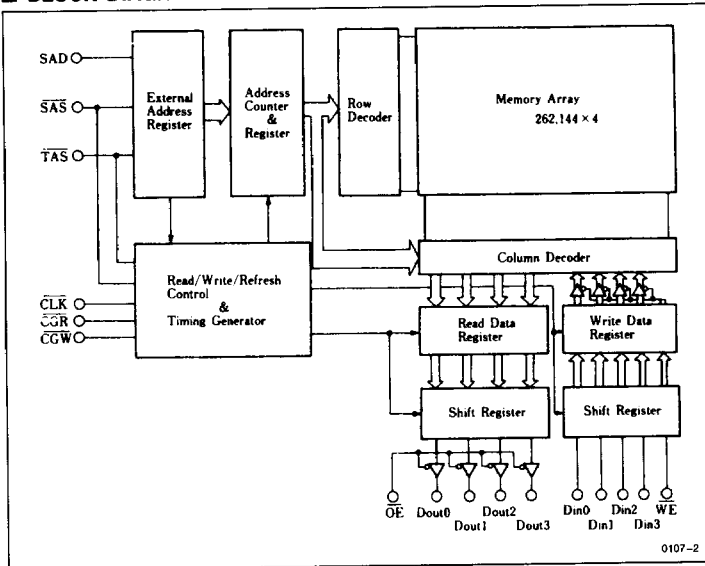 SAD
SAS
TAS
External
Address
Register
Address
Counter
&
Register
Row
Decoder
Memory Array
262,144 × 4
Column Decoder
Read/Write/Refresh
Control
&
Timing Generator
CLK
CGR
CGW
Read Data
Register
Write Data
Register
Shift Register
Shift Register
OE
Dout0
Dout1
Dout2
Dout3
Din0
Din1
Din2
Din3
WE
0107-2